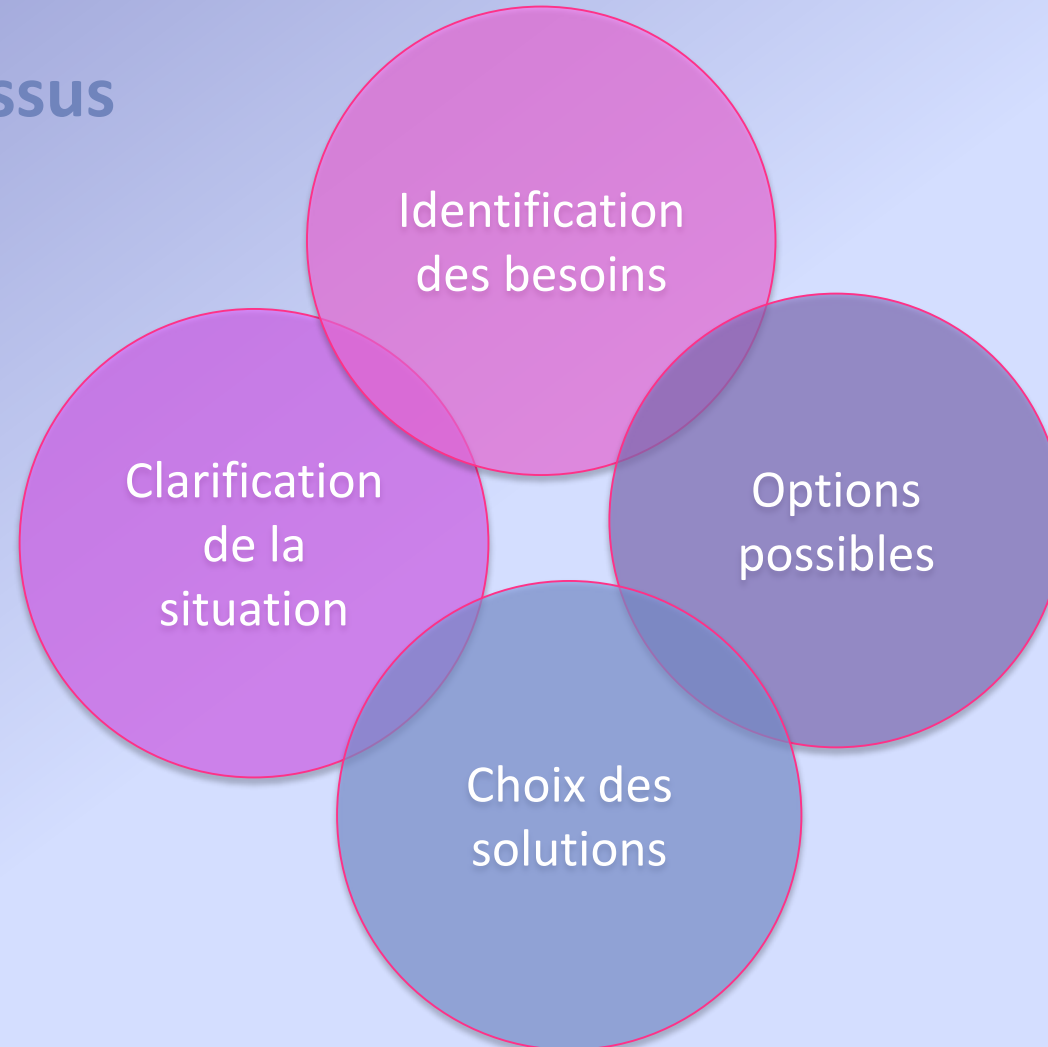 ssus
Identification
des besoins
Clarification
de la
situation
Options
possibles
Choix des
solutions